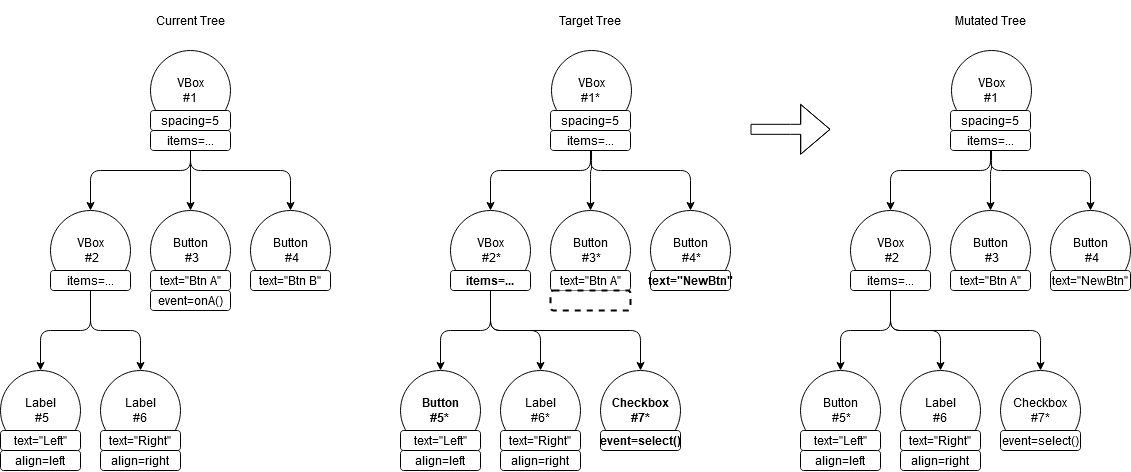 Current Tree
Target Tree
Mutated Tree
VBox
#1
spacing=5
items=...
VBox
#1*
spacing=5
items=...
VBox
#1
spacing=5
items=...
VBox
#2
items=...
Button
#3
text="Btn A"
event=onA()
Button
#4
text="Btn B"
VBox
#2*
items=...
Button
#3*
text="Btn A"
Button
#4*
text="NewBtn"
VBox
#2
items=...
Button
#3
text="Btn A"
Button
#4
text="NewBtn"
Label
#5
text="Left"
align=left
Label
#6
text="Right"
align=right
Button
#5*
text="Left"
align=left
Label
#6*
text="Right"
align=right
Checkbox
#7*
event=select()
Button
#5*
text="Left"
align=left
Label
#6
text="Right"
align=right
Checkbox
#7*
event=select()